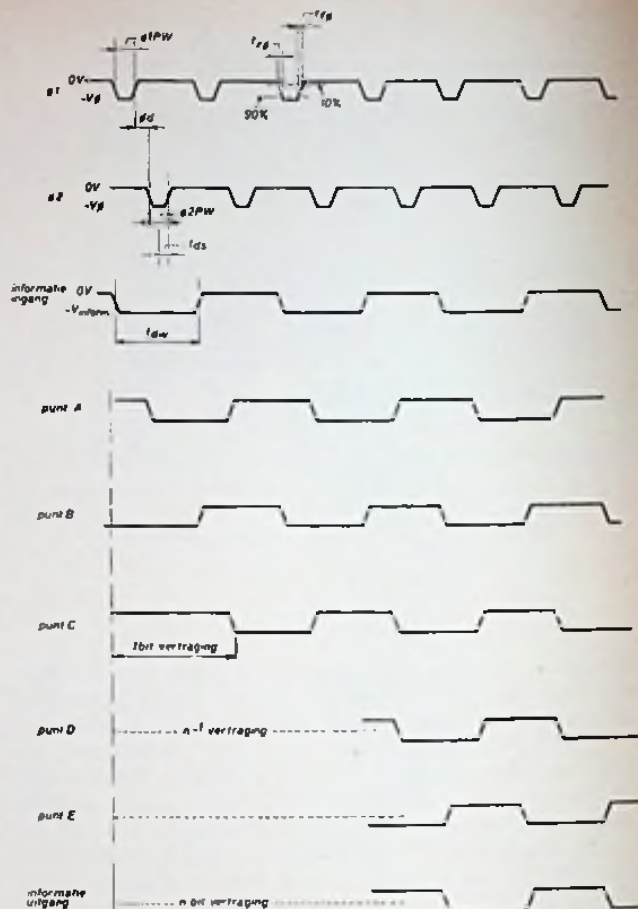 ø1PW
tfø
trø
ø1
0V
-Vø
90%
10%
ød
ø2
0V
-Vø
ø2PW
tds
informatie
ingang
0V
-Vinform.
tdw
punt A
punt B
punt C
1bit vertraging
punt D
n-1 vertraging
punt E
informatie
uitgang
n bit vertraging